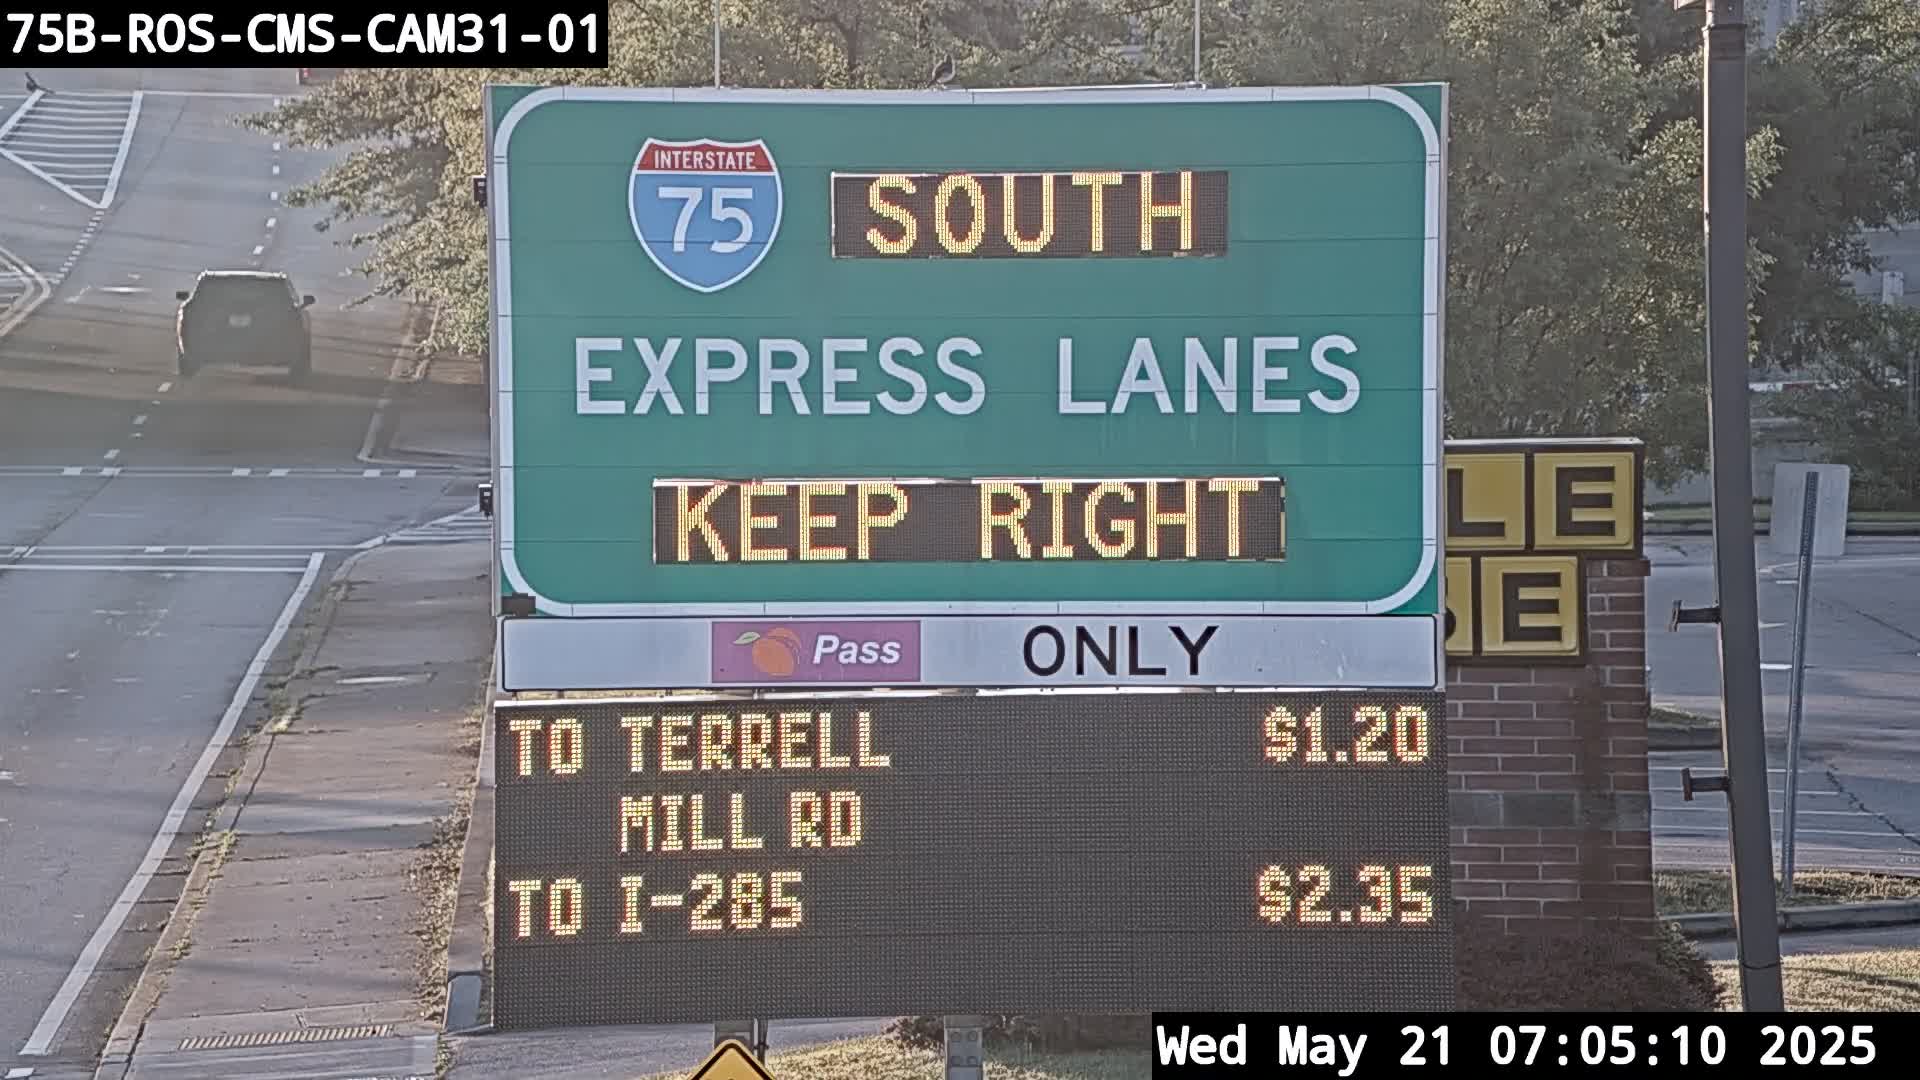 75B-ROS-CMS-CAM31-01
INTERSTATE
75
SOUTH
EXPRESS LANES
KEEP RIGHT
Pass ONLY
TO TERRELL $1.20
MILL RD
TO I-285 $2.35
LE
E
Wed May 21 07:05:10 2025